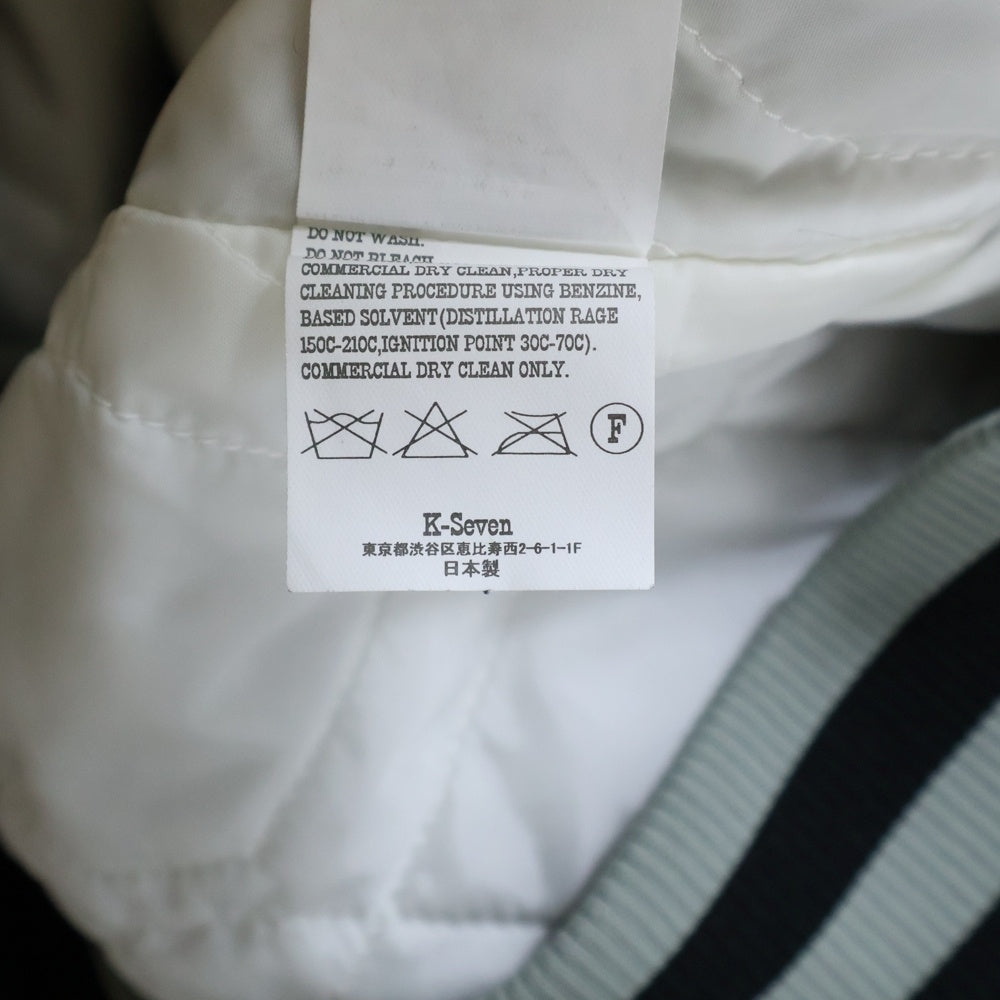 DO NOT WASH.
DO NOT BLEACH
COMMERCIAL DRY CLEAN,PROPER DRY
CLEANING PROCEDURE USING BENZINE,
BASED SOLVENT(DISTILLATION RAGE
150C-210C,IGNITION POINT 30C-70C).
COMMERCIAL DRY CLEAN ONLY.
F
K-Seven
東京都渋谷区恵比寿西2-6-1-1F
日本製